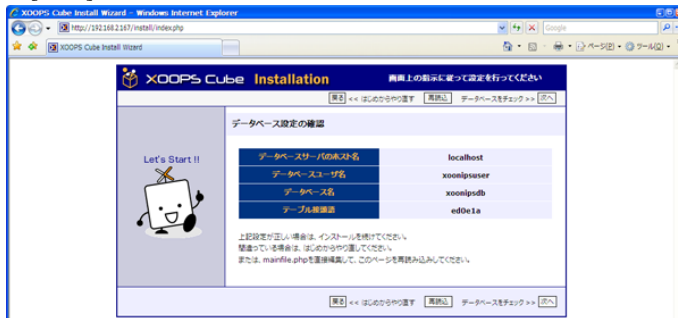 XOOPS Cube Install Wizard - Windows Internet Explorer
http://192.168.2.167/install/index.php
Google
XOOPS Cube Install Wizard
ページ(P)
ツール(O)
XOOPS Cube Installation
画面上の指示に従って設定を行ってください
戻る << はじめからやり直す 再読込 データベースをチェック >> 次へ
データベース設定の確認
Let's Start !!
データベースサーバのホスト名 localhost
データベースユーザ名 xoonipsuser
データベース名 xoonipsdb
テーブル接頭語 ed0e1a
上記設定が正しい場合は、インストールを続けてください。
間違っている場合は、はじめからやり直してください。
または、mainfile.phpを直接編集して、このページを再読み込みしてください。
戻る << はじめからやり直す 再読込 データベースをチェック >> 次へ